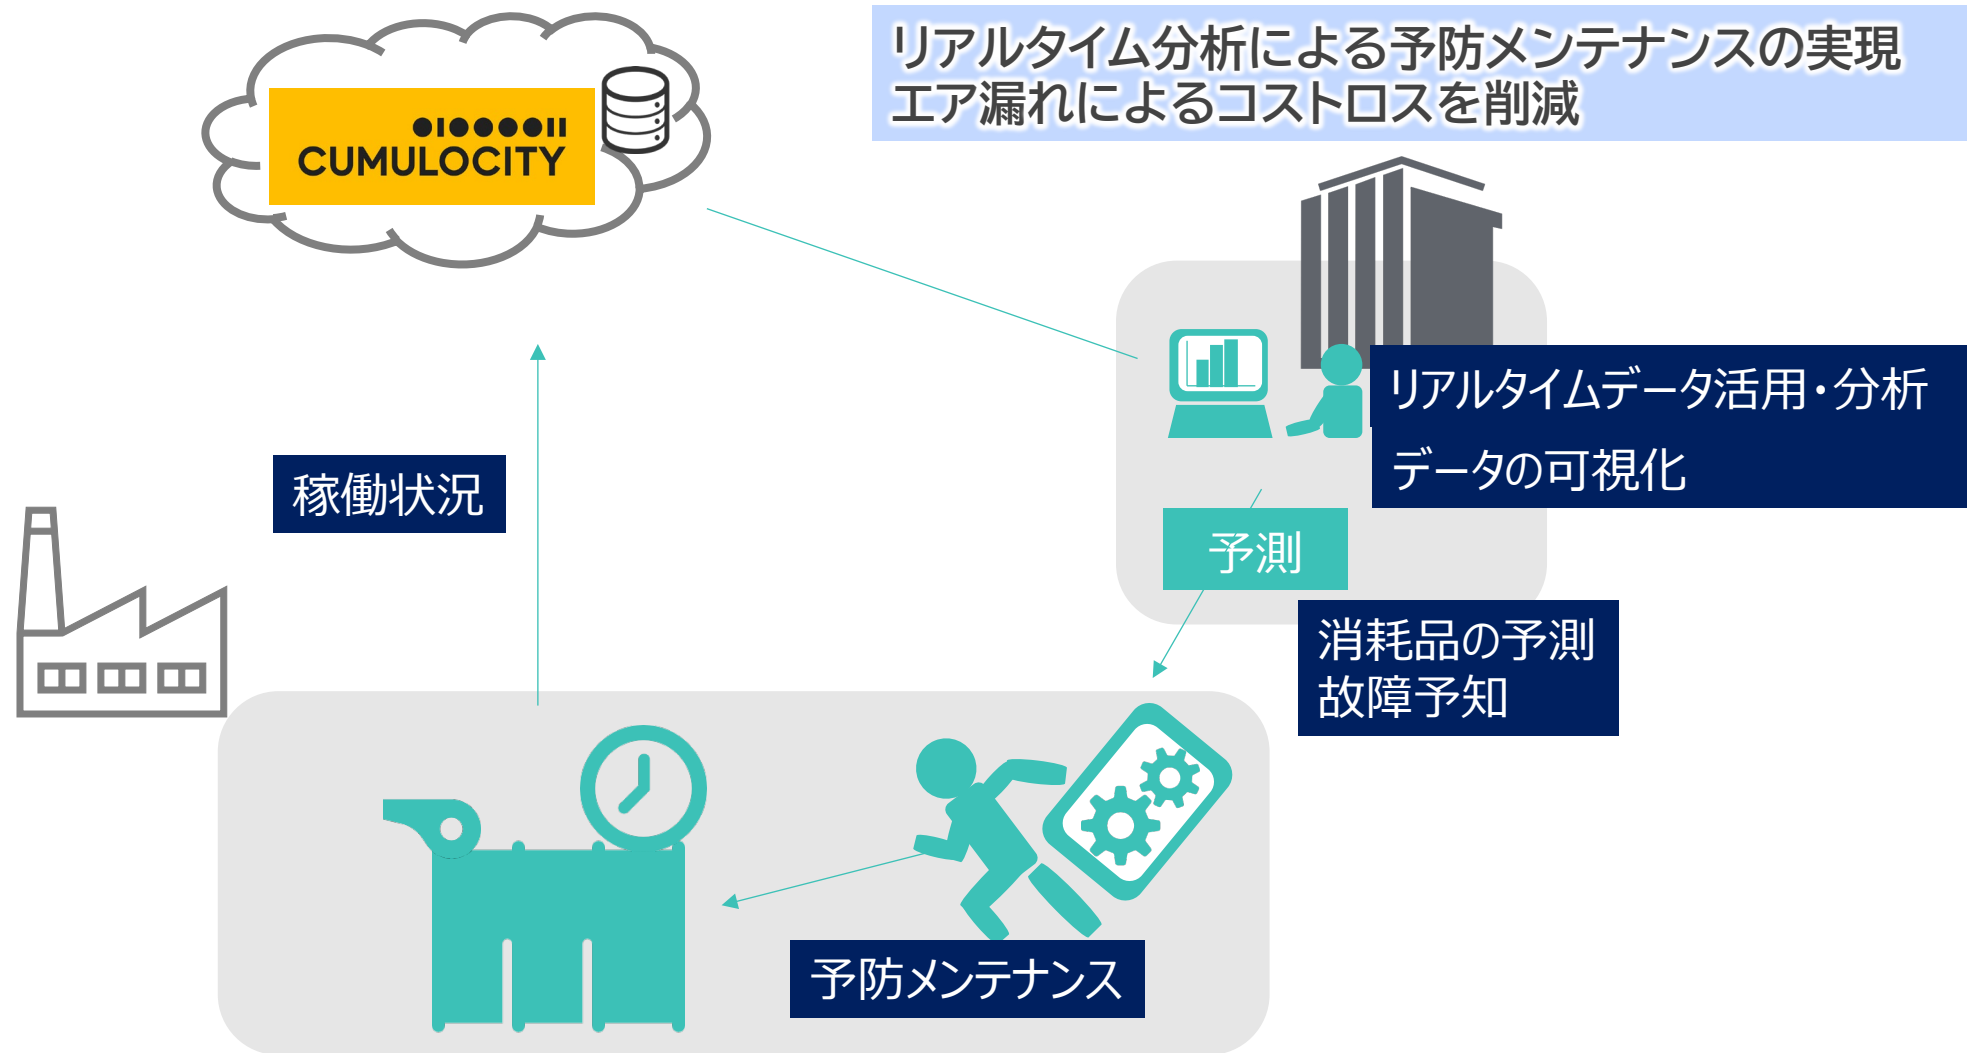 リアルタイム分析による予防メンテナンスの実現
エア漏れによるコストロスを削減
CUMULOCITY
リアルタイムデータ活用・分析
データの可視化
稼働状況
予測
消耗品の予測
故障予知
予防メンテナンス